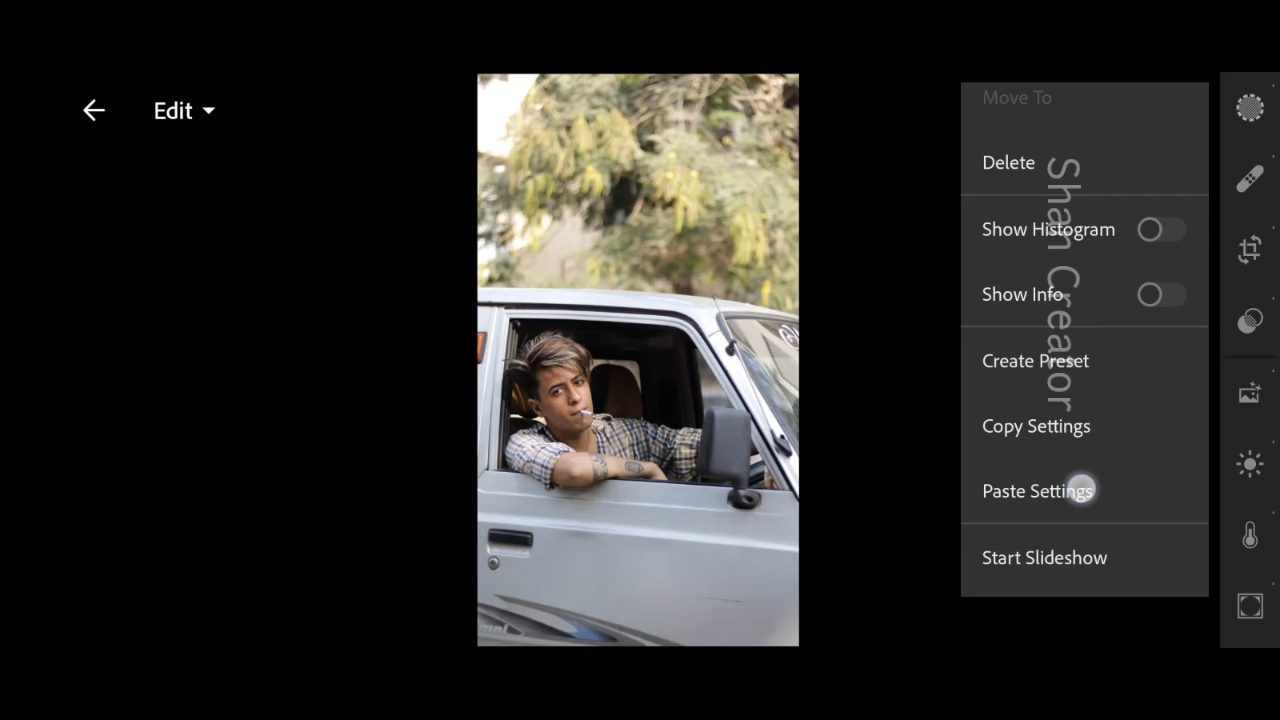 Edit
Move To
Delete
Show Histogram
Show Info
Create Preset
Copy Settings
Paste Settings
Start Slideshow
Shan Creator